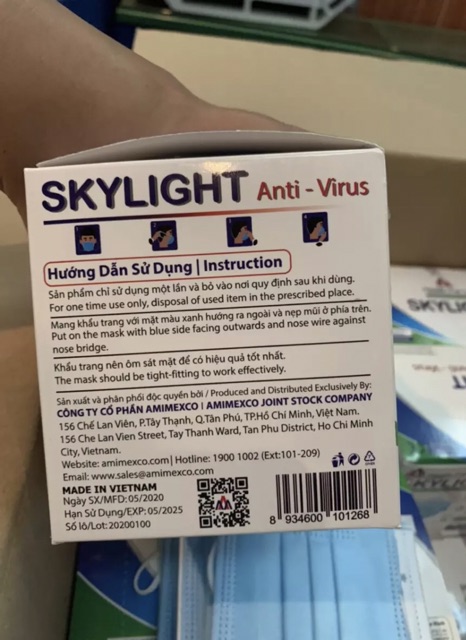 SKYLIGHT Anti - Virus
Hướng Dẫn Sử Dụng | Instruction
Sản phẩm chỉ sử dụng một lần và bỏ vào nơi quy định sau khi dùng.
For one time use only, disposal of used item in the prescribed place.
Mang khẩu trang với mặt màu xanh hướng ra ngoài và nẹp mũi ở phía trên.
Put on the mask with blue side facing outwards and nose wire against
nose bridge.
Khẩu trang nên ôm sát mặt để có hiệu quả tốt nhất.
The mask should be tight-fitting to work effectively.
Sản xuất và phân phối độc quyền bởi / Produced and Distributed Exclusively By:
CÔNG TY CỔ PHẦN AMIMEXCO | AMIMEXCO JOINT STOCK COMPANY
156 Chế Lan Viên, P.Tây Thạnh, Q.Tân Phú, TP.Hồ Chí Minh, Việt Nam.
156 Che Lan Vien Street, Tay Thanh Ward, Tan Phu District, Ho Chi Minh
City, Vietnam.
Website: amimexco.com| Hotline: 1900 1002 (Ext:101-209)
Email: www.sales@amimexco.com
MADE IN VIETNAM
Ngày SX/MFD: 05/2020
Hạn Sử Dụng/EXP: 05/2025
Số lô/Lot: 20200100
8 934600 101268
SKYLIGHT